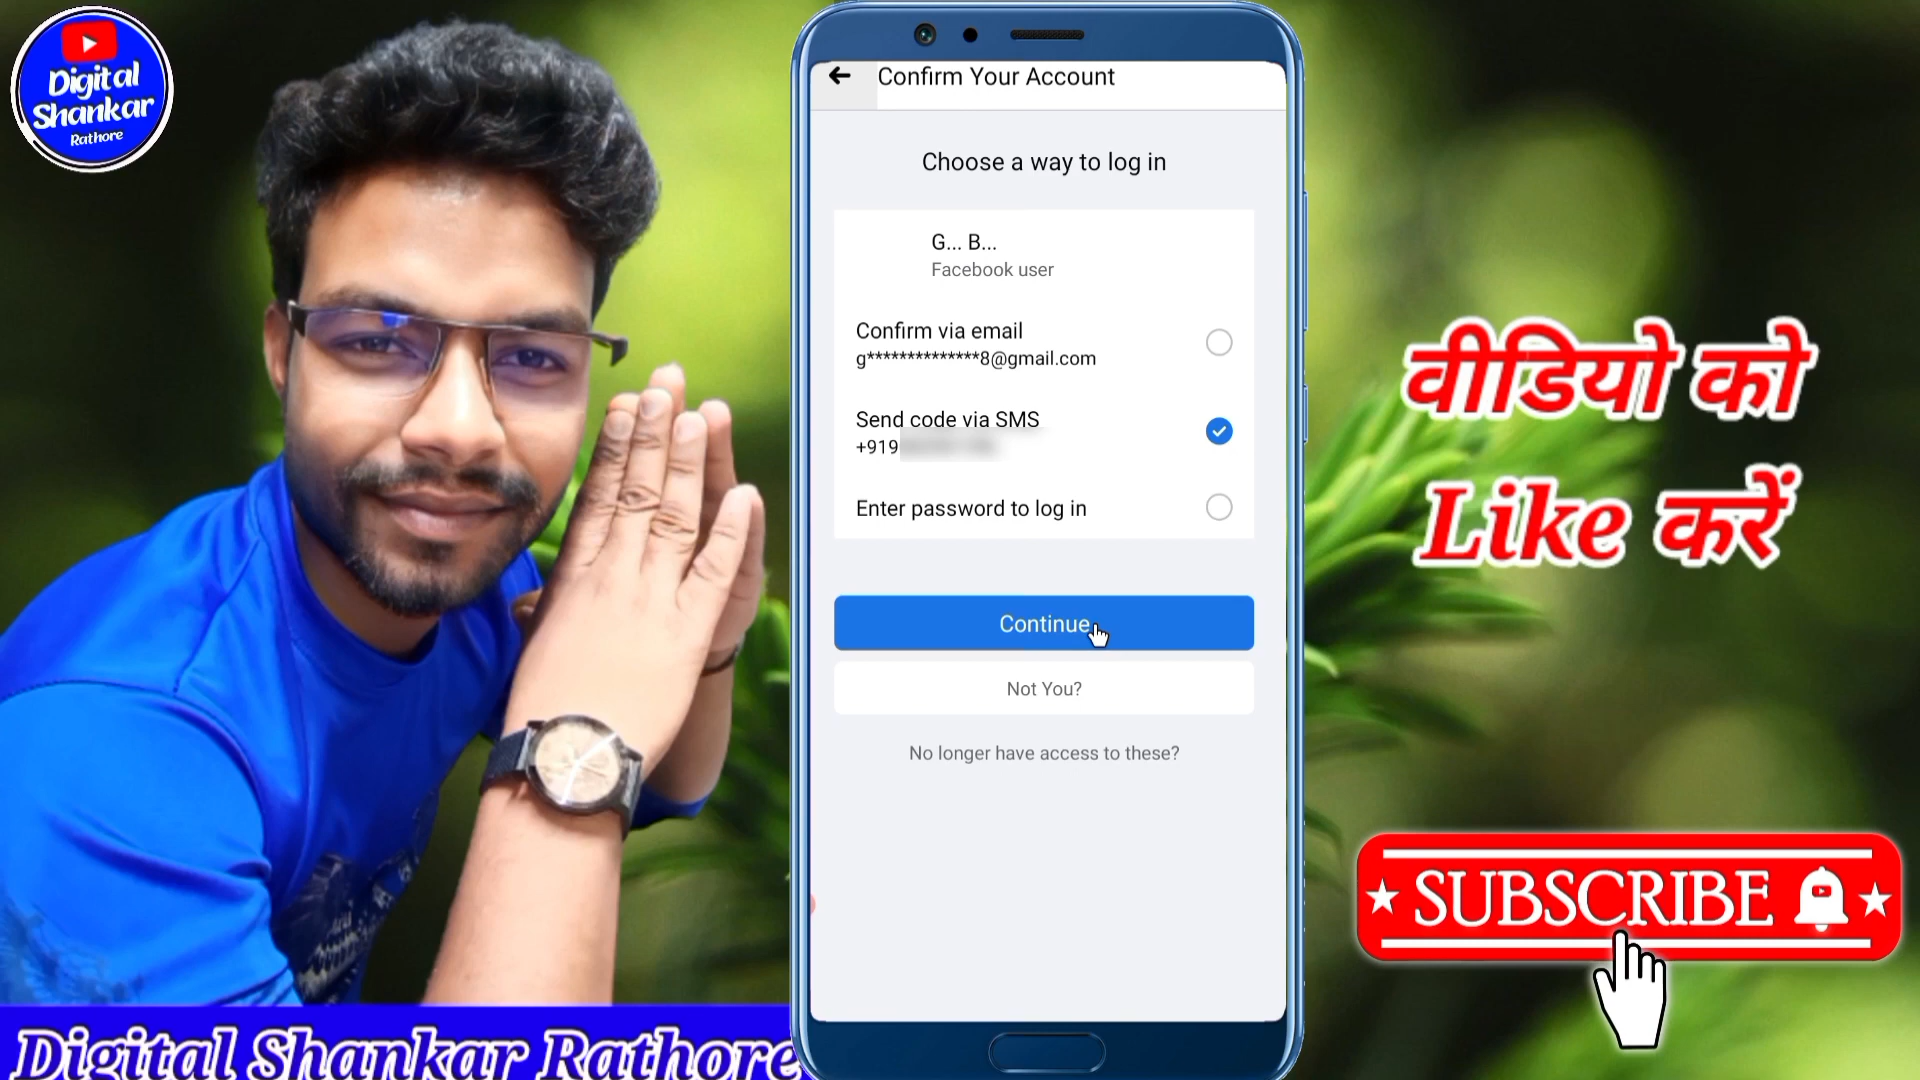 Digital
Shankar
Rathore
Confirm Your Account
Choose a way to log in
G... B...
Facebook user
Confirm via email
g**************8@gmail.com
Send code via SMS
+919
Enter password to log in
Continue
Not You?
No longer have access to these?
वीडियो को
Like करें
SUBSCRIBE
Digital Shankar Rathore